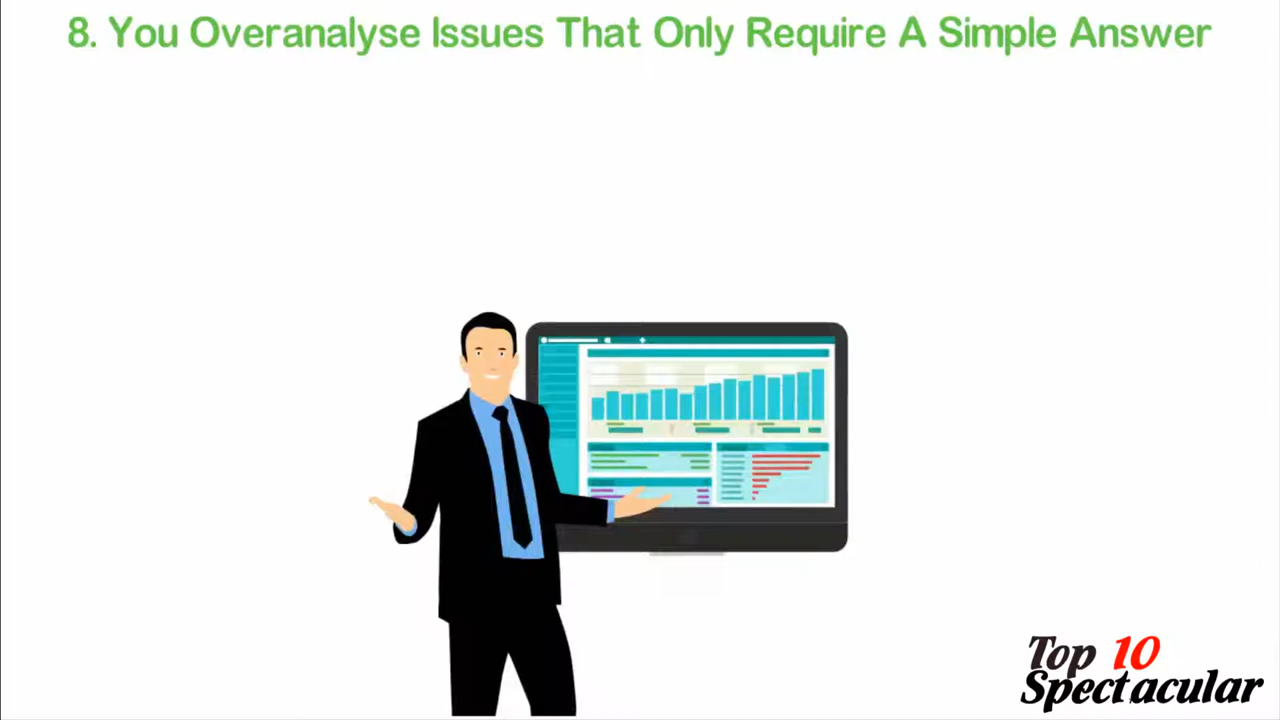 8. You Overanalyse Issues That Only Require A Simple Answer
Top 10
Spectacular